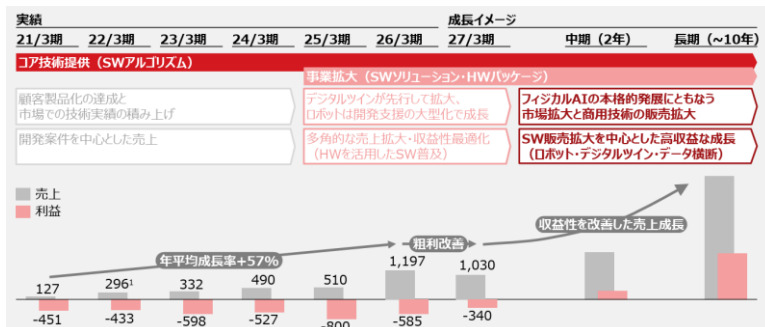 実績
成長イメージ
21/3期 22/3期 23/3期 24/3期 25/3期 26/3期 27/3期 中期（2年） 長期（~10年）
コア技術提供（SWアルゴリズム）
事業拡大（SWソリューション・HWパッケージ）
顧客製品化の達成と
市場での技術実績の積み上げ
デジタルツインが先行して拡大、
ロボットは開発支援の大型化で成長
フィジカルAIの本格的発展にともなう
市場拡大と商用技術の販売拡大
開発案件を中心とした売上
多角的な売上拡大・収益性最適化
（HWを活用したSW普及）
SW販売拡大を中心とした高収益な成長
（ロボット・デジタルツイン・データ横断）
売上
利益
年平均成長率+57%
粗利改善
収益性を改善した売上成長
127 296¹ 332 490 510 1,197 1,030
-451 -433 -598 -527 -800 -585 -340